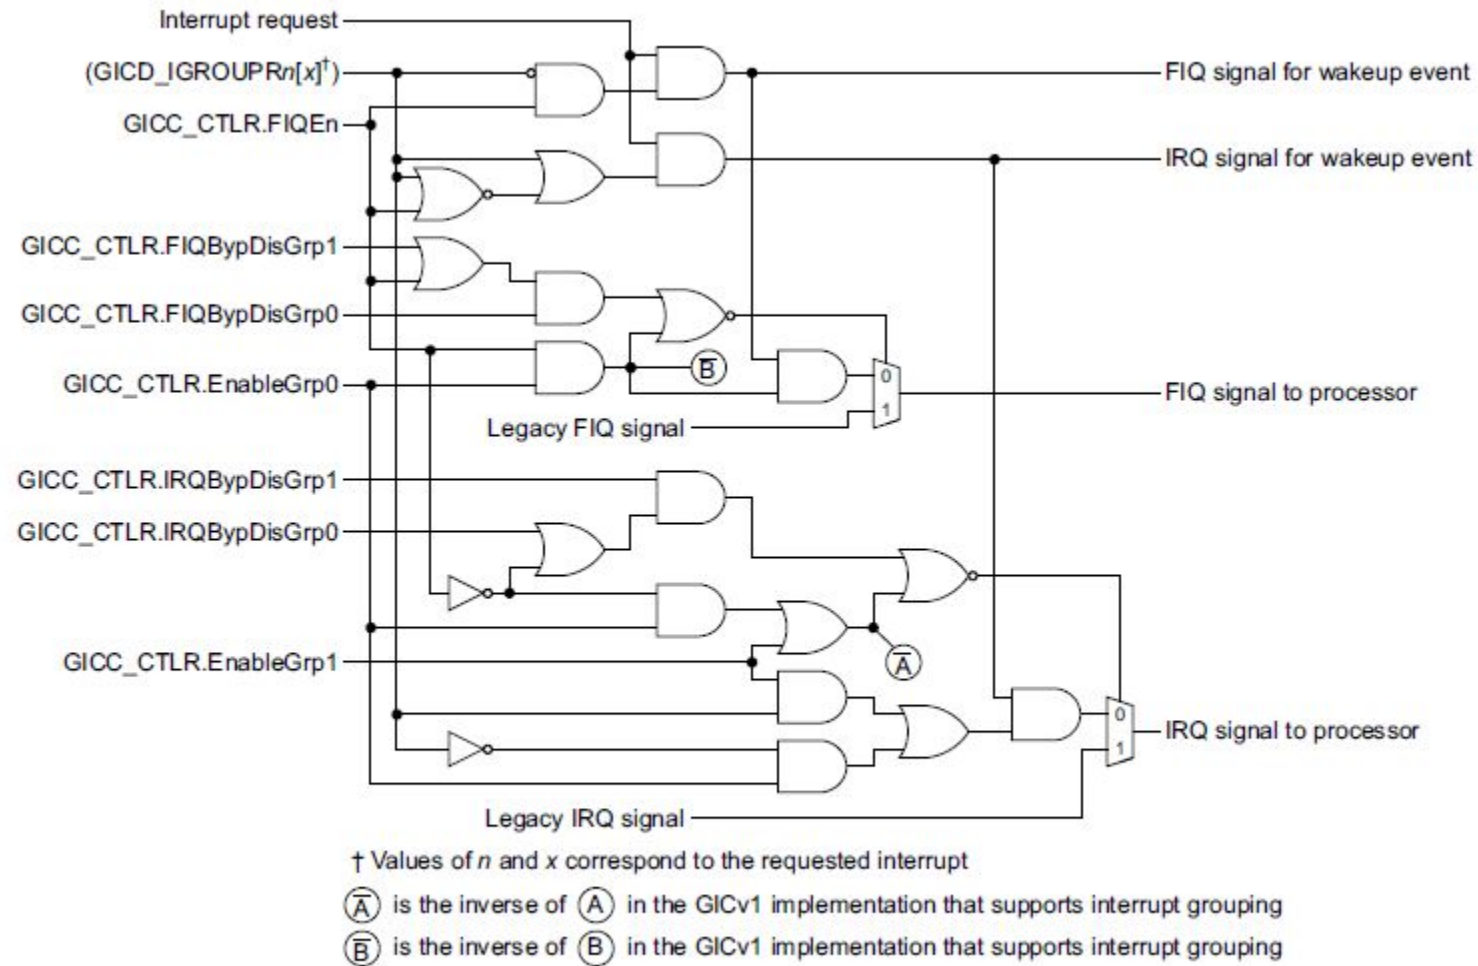 Interrupt request
(GICD_IGROUPRn[x]†)
FIQ signal for wakeup event
GICC_CTLR.FIQEn
IRQ signal for wakeup event
GICC_CTLR.FIQBypDisGrp1
GICC_CTLR.FIQBypDisGrp0
B̅
0
GICC_CTLR.EnableGrp0
FIQ signal to processor
1
Legacy FIQ signal
GICC_CTLR.IRQBypDisGrp1
GICC_CTLR.IRQBypDisGrp0
GICC_CTLR.EnableGrp1
A̅
0
IRQ signal to processor
1
Legacy IRQ signal
† Values of n and x correspond to the requested interrupt
A̅ is the inverse of A in the GICv1 implementation that supports interrupt grouping
B̅ is the inverse of B in the GICv1 implementation that supports interrupt grouping